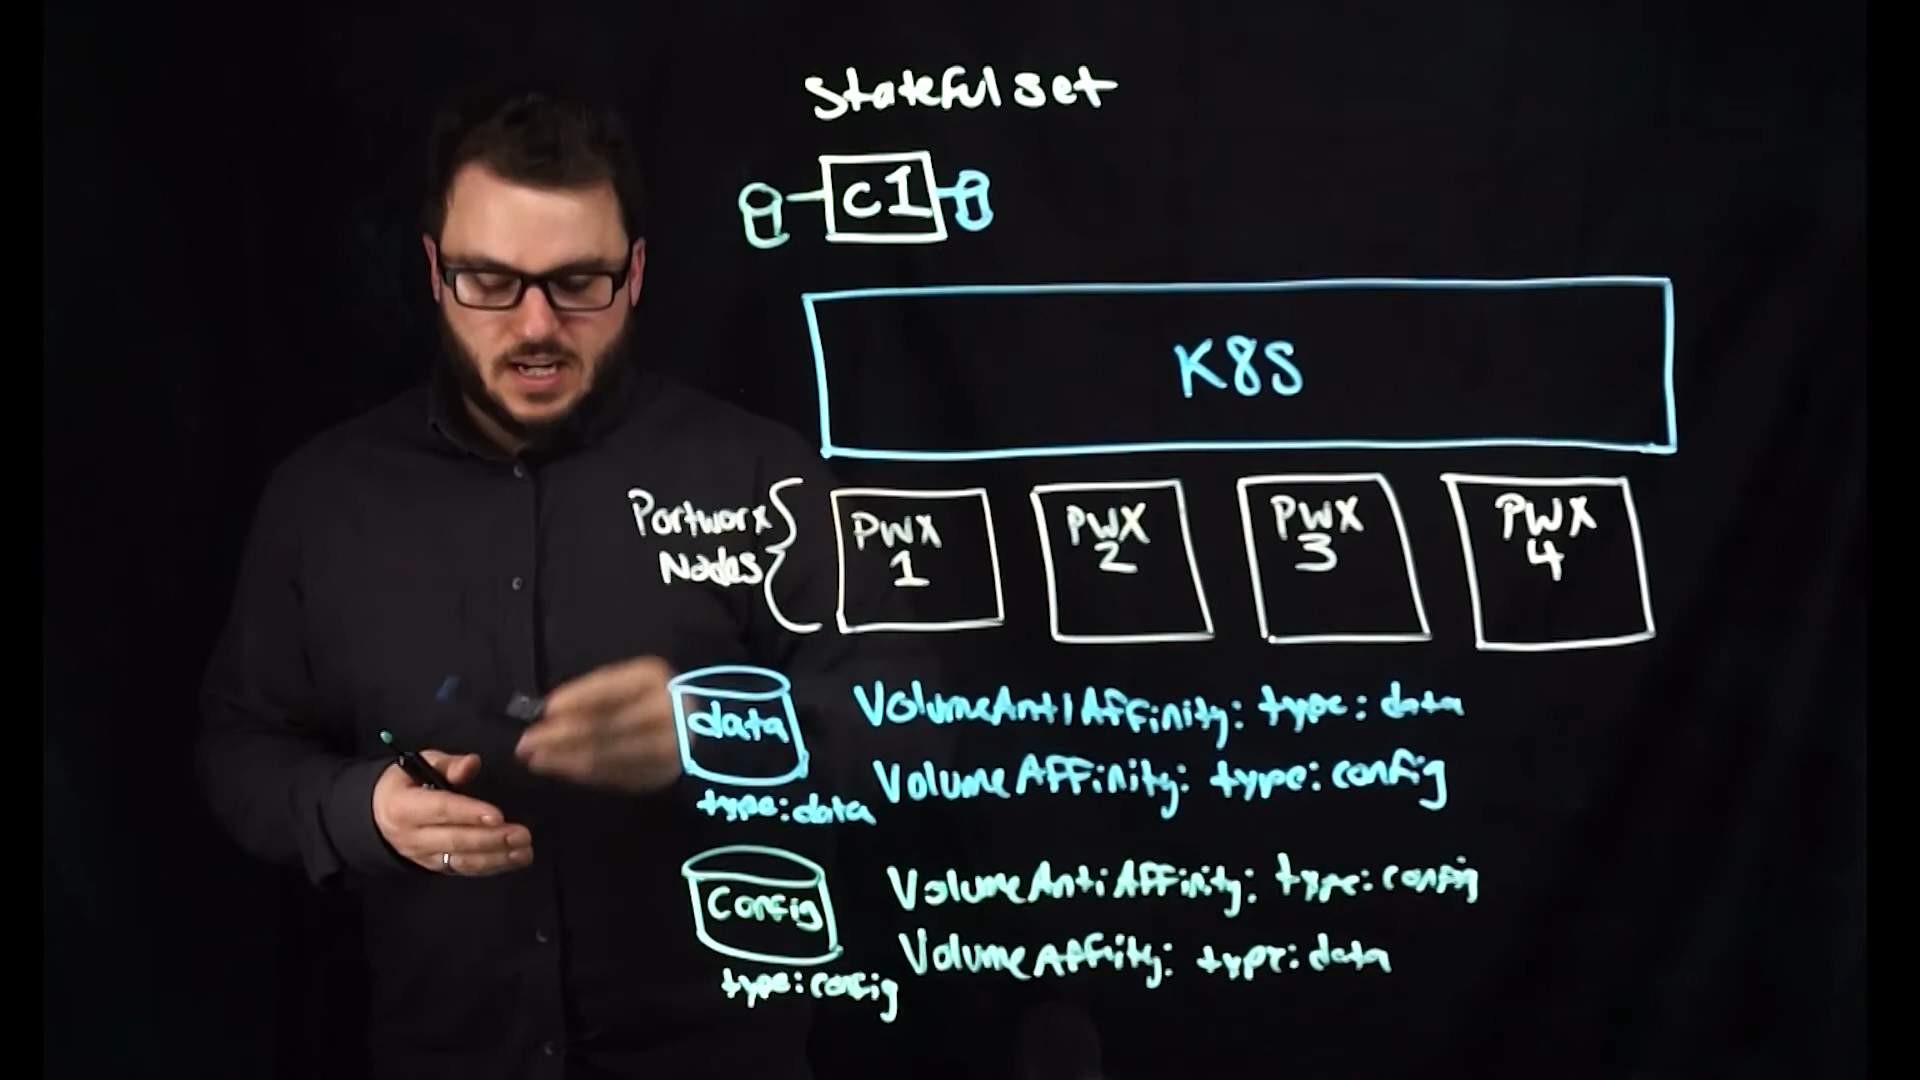 Stateful set
C1
K8S
Portworx
Nodes
PWX
1
PWX
2
PWX
3
PWX
4
data
type:data
VolumeAntiAffinity: type: data
VolumeAffinity: type: config
Config
type:config
VolumeAntiAffinity: type: config
VolumeAffnity: type: data